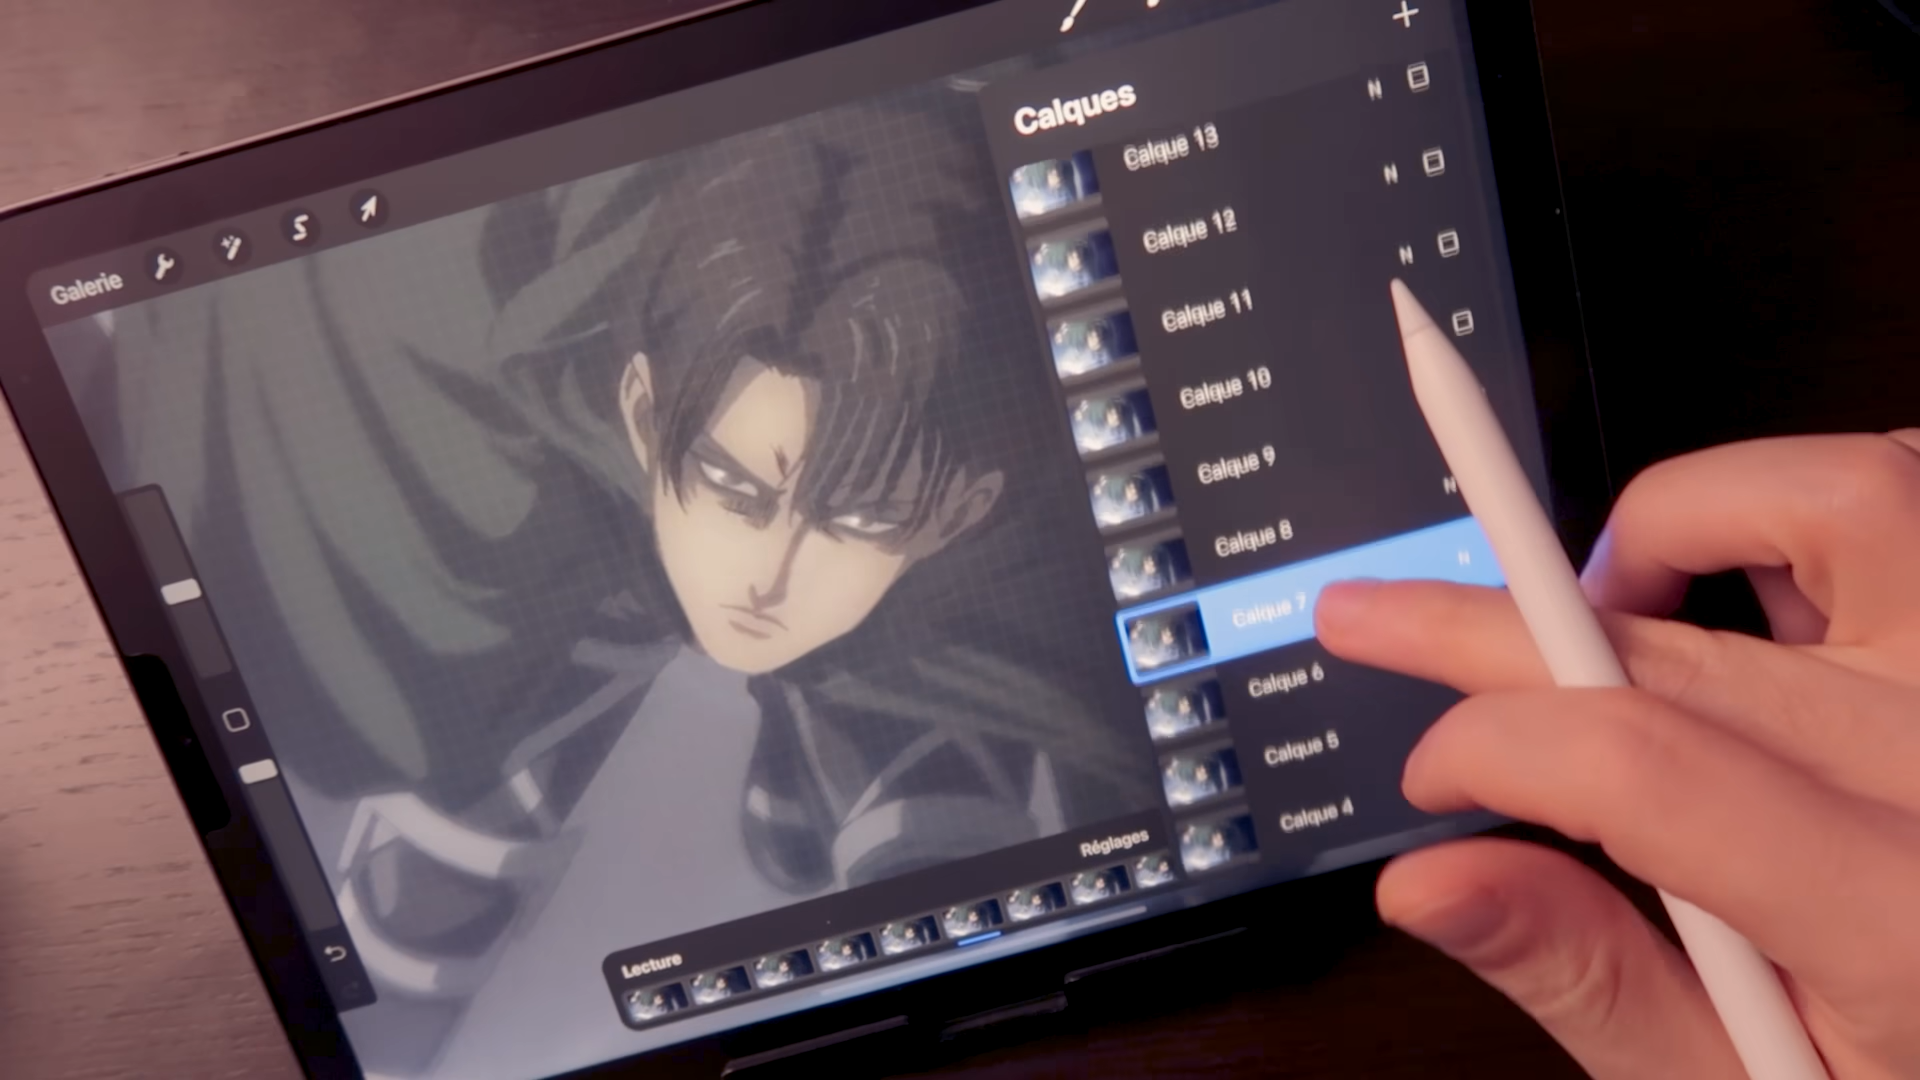 Galerie
Calques
N
Calque 13
N
Calque 12
N
Calque 11
Calque 10
Calque 9
N
Calque 8
N
Calque 7
Calque 6
Calque 5
Calque 4
Réglages
Lecture